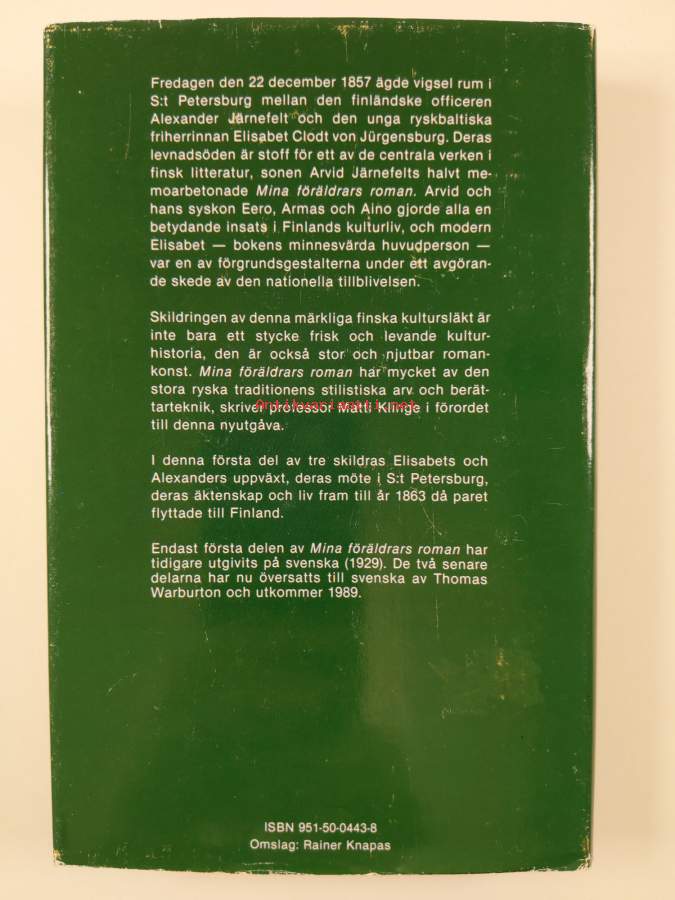 Fredagen den 22 december 1857 ägde vigsel rum i
S:t Petersburg mellan den finländske officeren
Alexander Järnefelt och den unga ryskbaltiska
friherrinnan Elisabet Clodt von Jürgensburg. Deras
levnadsöden är stoff för ett av de centrala verken i
finsk litteratur, sonen Arvid Järnefelts halvt me-
moarbetonade Mina föräldrars roman. Arvid och
hans syskon Eero, Armas och Aino gjorde alla en
betydande insats i Finlands kulturliv, och modern
Elisabet — bokens minnesvärda huvudperson —
var en av förgrundsgestalterna under ett avgöran-
de skede av den nationella tillblivelsen.
Skildringen av denna märkliga finska kultursläkt är
inte bara ett stycke frisk och levande kultur-
historia, den är också stor och njutbar roman-
konst. Mina föräldrars roman har mycket av den
stora ryska traditionens stilistiska arv och berät-
tarteknik, skriver professor Matti Klinge i förordet
Antikvariaatti.net
till denna nyutgåva.
I denna första del av tre skildras Elisabets och
Alexanders uppväxt, deras möte i S:t Petersburg,
deras äktenskap och liv fram till år 1863 då paret
flyttade till Finland.
Endast första delen av Mina föräldrars roman har
tidigare utgivits på svenska (1929). De två senare
delarna har nu översatts till svenska av Thomas
Warburton och utkommer 1989.
ISBN 951-50-0443-8
Omslag: Rainer Knapas